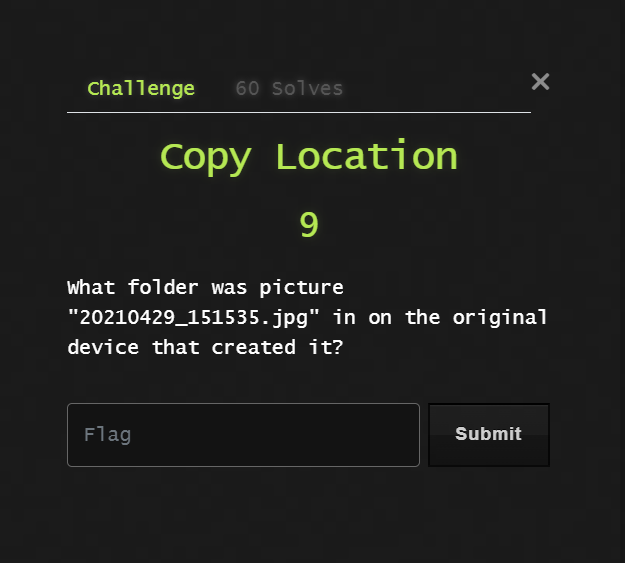 Challenge
60 Solves
×
Copy Location
9
What folder was picture
"20210429_151535.jpg" in on the original
device that created it?
Flag
Submit